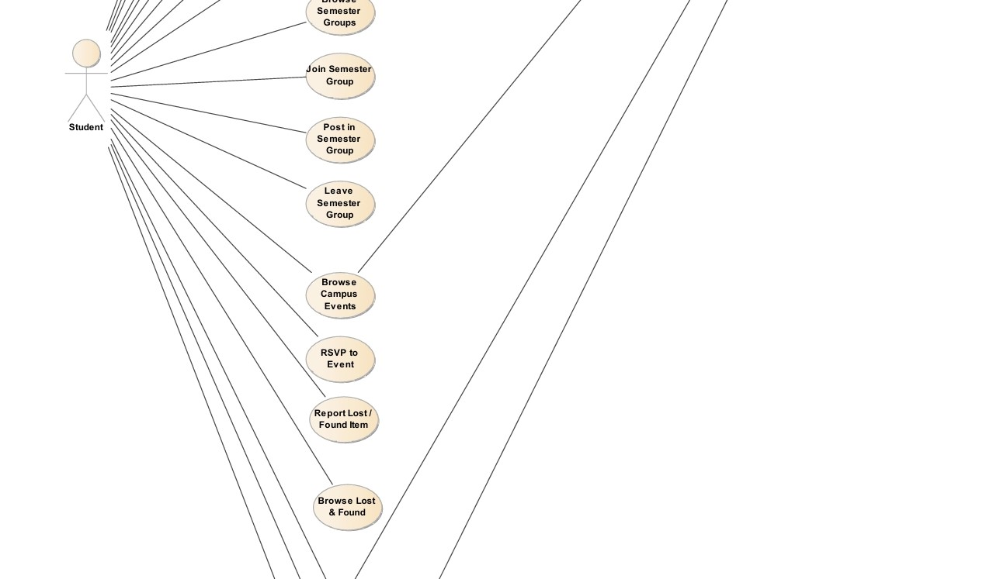 Browse
Semester
Groups
Join Semester
Group
Student
Post in
Semester
Group
Leave
Semester
Group
Browse
Campus
Events
RSVP to
Event
Report Lost /
Found Item
Browse Lost
& Found